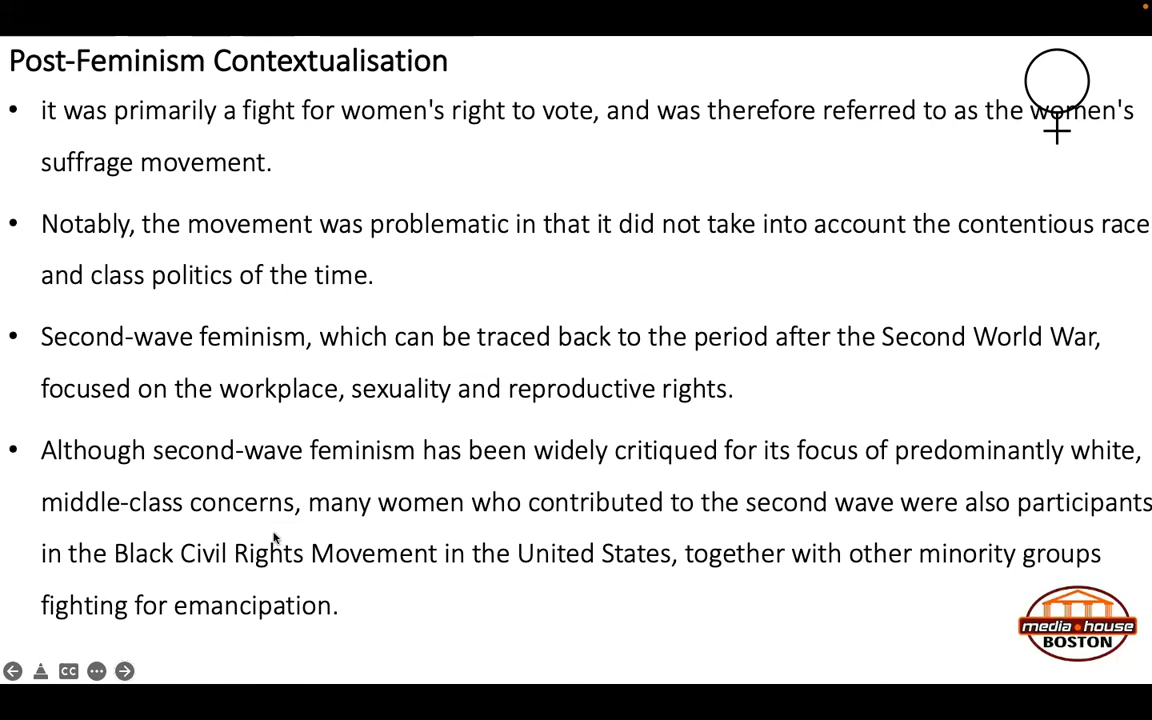 Post-Feminism Contextualisation
• it was primarily a fight for women's right to vote, and was therefore referred to as the women's
suffrage movement.
• Notably, the movement was problematic in that it did not take into account the contentious race
and class politics of the time.
• Second-wave feminism, which can be traced back to the period after the Second World War,
focused on the workplace, sexuality and reproductive rights.
• Although second-wave feminism has been widely critiqued for its focus of predominantly white,
middle-class concerns, many women who contributed to the second wave were also participants
in the Black Civil Rights Movement in the United States, together with other minority groups
fighting for emancipation.
media•house
BOSTON
CC